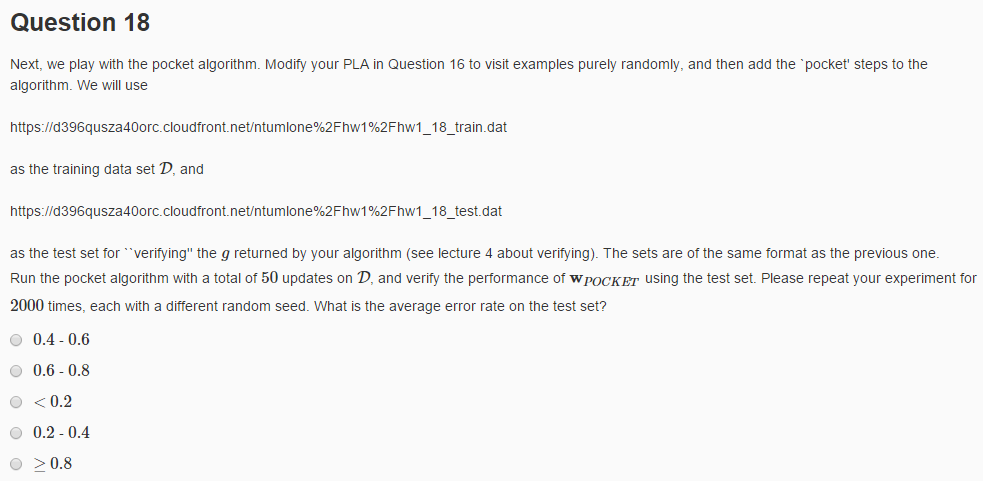 Question 18
Next, we play with the pocket algorithm. Modify your PLA in Question 16 to visit examples purely randomly, and then add the `pocket' steps to the
algorithm. We will use
https://d396qusza40orc.cloudfront.net/ntumlone%2Fhw1%2Fhw1_18_train.dat
as the training data set 𝒟, and
https://d396qusza40orc.cloudfront.net/ntumlone%2Fhw1%2Fhw1_18_test.dat
as the test set for ``verifying'' the g returned by your algorithm (see lecture 4 about verifying). The sets are of the same format as the previous one.
Run the pocket algorithm with a total of 50 updates on 𝒟, and verify the performance of w_POCKET using the test set. Please repeat your experiment for
2000 times, each with a different random seed. What is the average error rate on the test set?
0.4 - 0.6
0.6 - 0.8
< 0.2
0.2 - 0.4
≥ 0.8